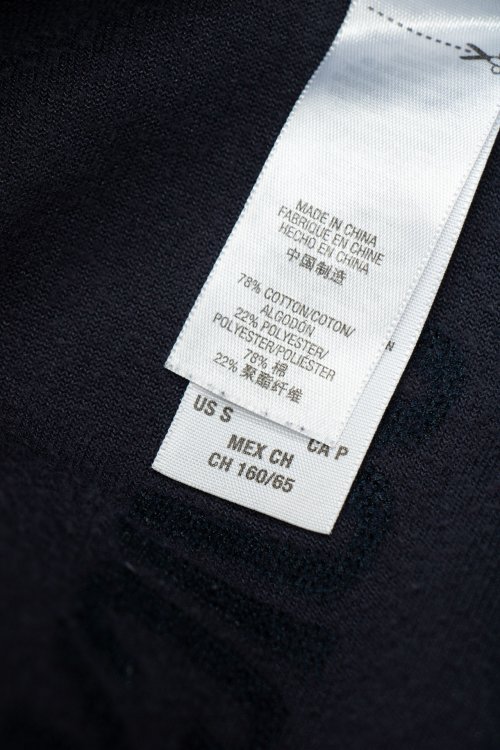 MADE IN CHINA
FABRIQUE EN CHINE
HECHO EN CHINA
中国制造
78% COTTON/COTON/
ALGODÓN
22% POLYESTER/
POLYESTER/POLIÉSTER
78% 棉
22% 聚酯纤维
US S CA P
MEX CH
CH 160/65